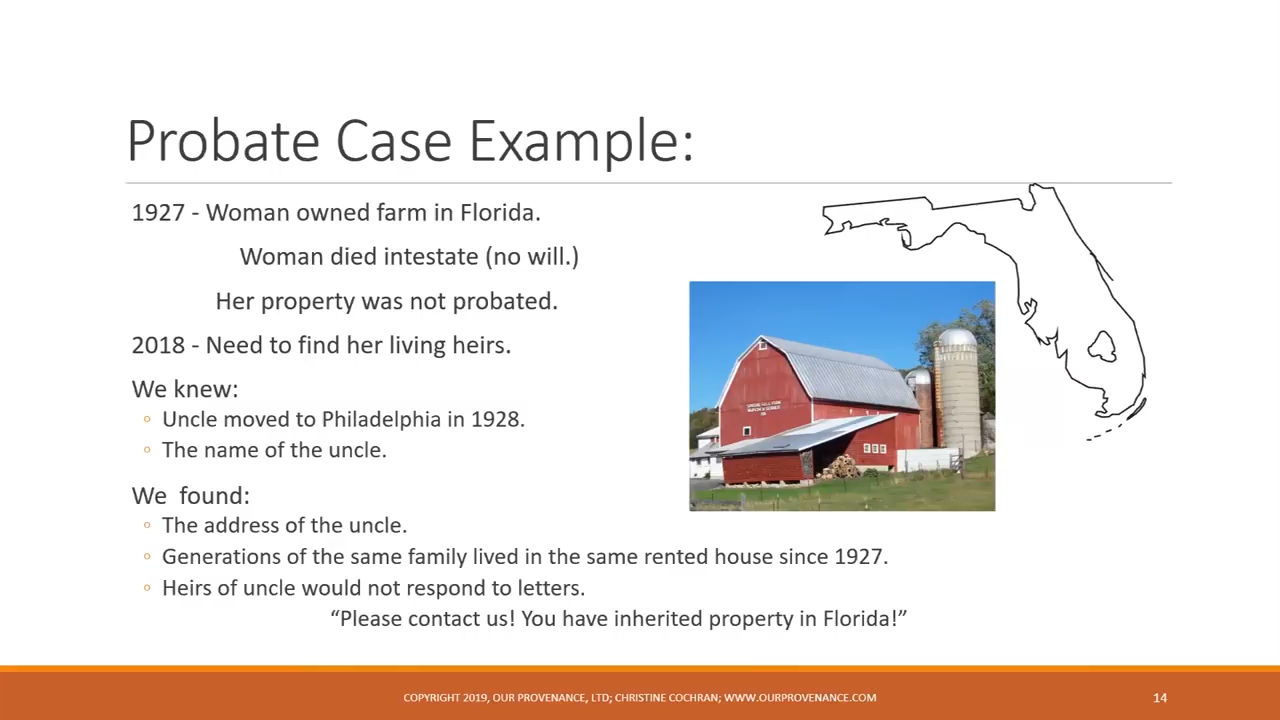 Probate Case Example:
1927 - Woman owned farm in Florida.
Woman died intestate (no will.)
Her property was not probated.
2018 - Need to find her living heirs.
We knew:
◦ Uncle moved to Philadelphia in 1928.
◦ The name of the uncle.
We  found:
◦ The address of the uncle.
◦ Generations of the same family lived in the same rented house since 1927.
◦ Heirs of uncle would not respond to letters.
“Please contact us! You have inherited property in Florida!”
COPYRIGHT 2019, OUR PROVENANCE, LTD; CHRISTINE COCHRAN; WWW.OURPROVENANCE.COM
14